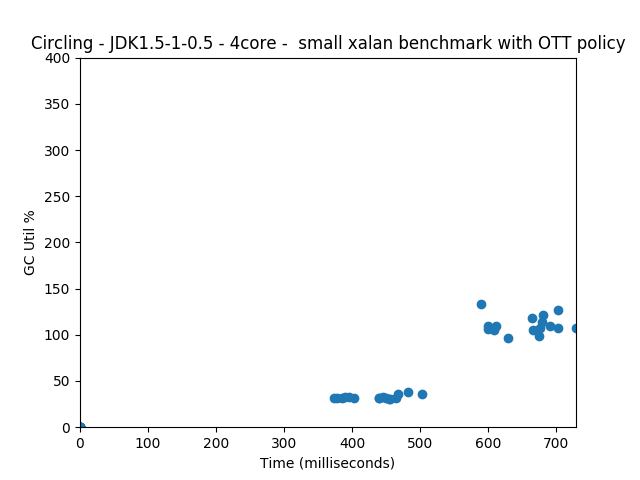 Circling - JDK1.5-1-0.5 - 4core -  small xalan benchmark with OTT policy
400
350
300
250
200
150
100
50
0
GC Util %
0 100 200 300 400 500 600 700
Time (milliseconds)